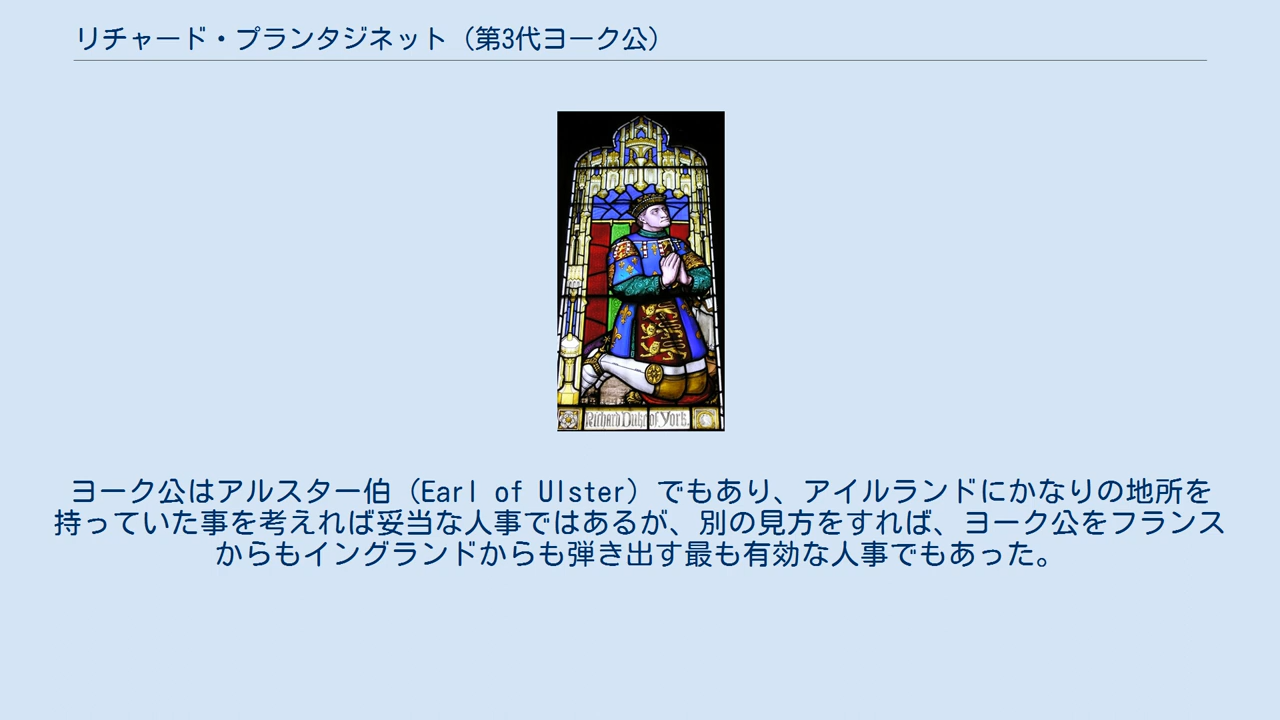 リチャード・プランタジネット（第3代ヨーク公）
Richard Duke of York.
ヨーク公はアルスター伯（Earl of Ulster）でもあり、アイルランドにかなりの地所を
持っていた事を考えれば妥当な人事ではあるが、別の見方をすれば、ヨーク公をフランス
からもイングランドからも弾き出す最も有効な人事でもあった。